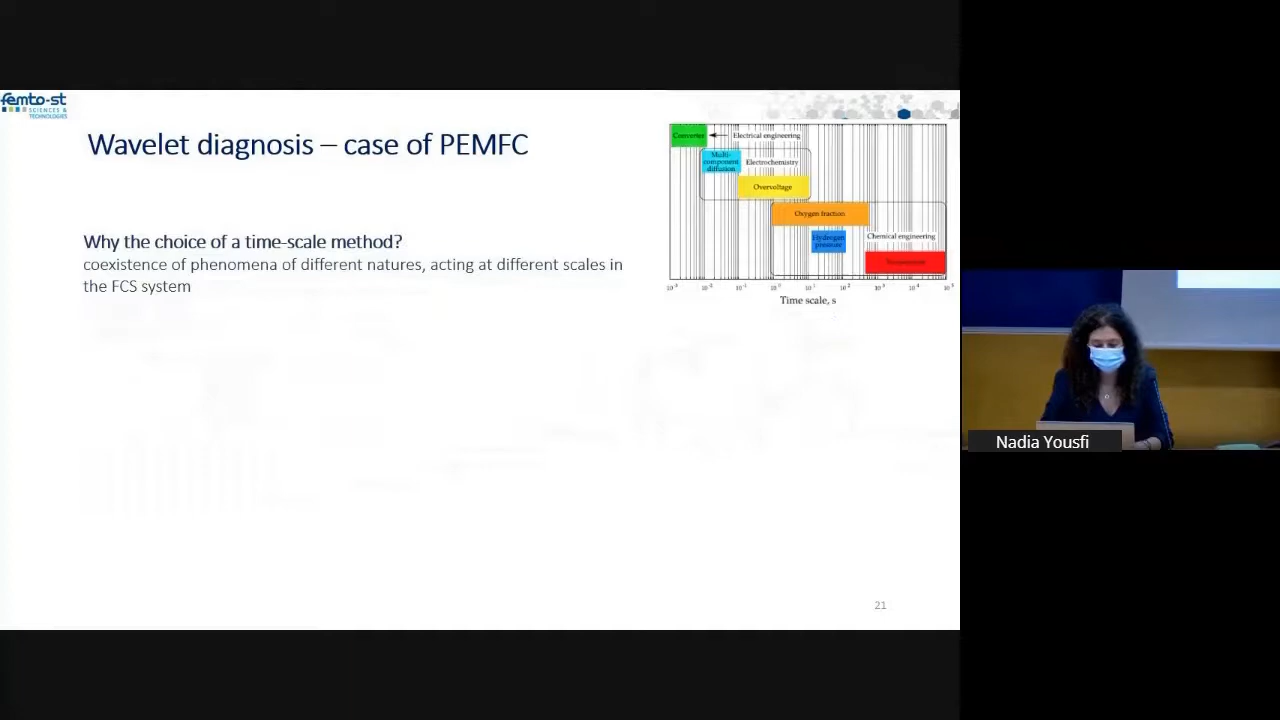 femto-st
SCIENCES &
TECHNOLOGIES
Wavelet diagnosis – case of PEMFC
Why the choice of a time-scale method?
coexistence of phenomena of different natures, acting at different scales in
the FCS system
Converter
Electrical engineering
Multi-
component
diffusion
Electrochemistry
Overvoltage
Oxygen fraction
Hydrogen
pressure
Chemical engineering
Time scale, s
21
Nadia Yousfi